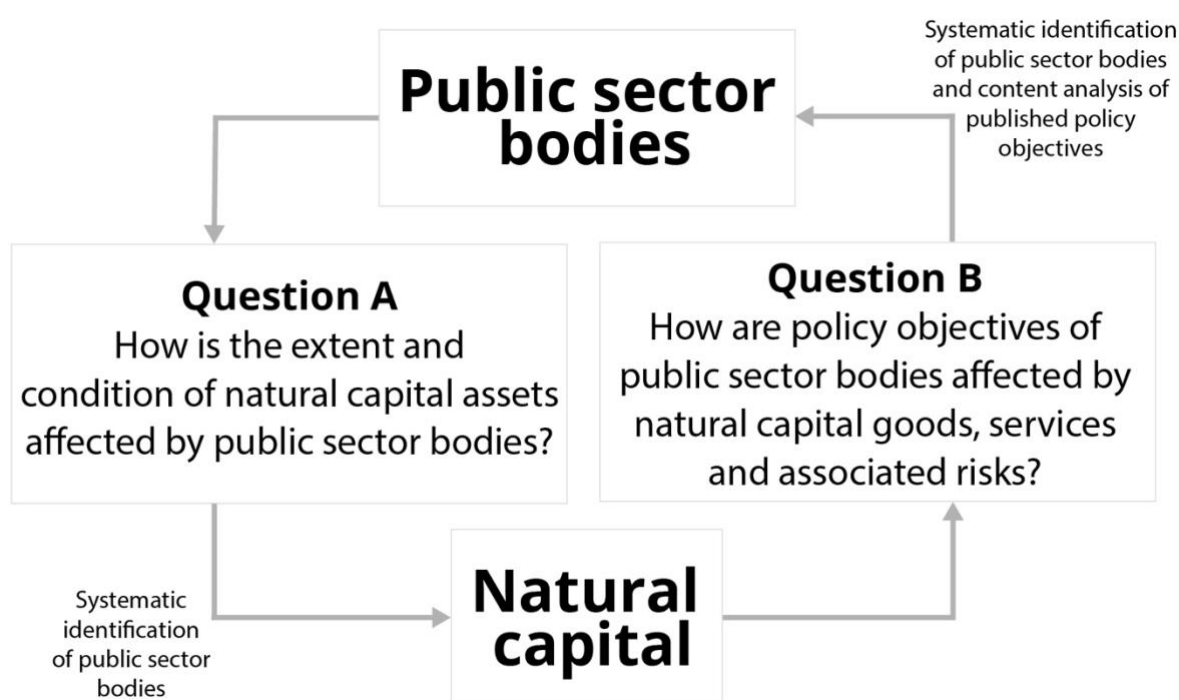 Public sector
bodies
Systematic identification
of public sector bodies
and content analysis of
published policy
objectives
Question A
How is the extent and
condition of natural capital assets
affected by public sector bodies?
Question B
How are policy objectives of
public sector bodies affected by
natural capital goods, services
and associated risks?
Systematic
identification
of public sector
bodies
Natural
capital